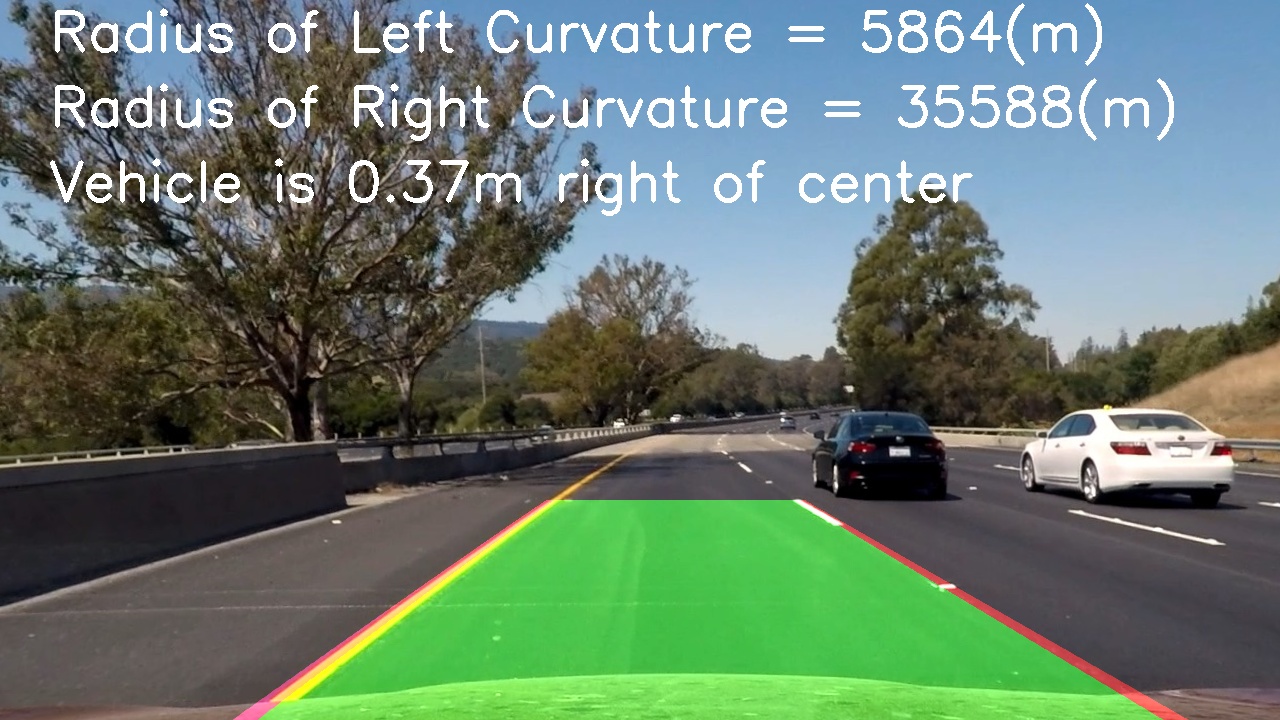 Radius of Left Curvature = 5864(m)
Radius of Right Curvature = 35588(m)
Vehicle is 0.37m right of center